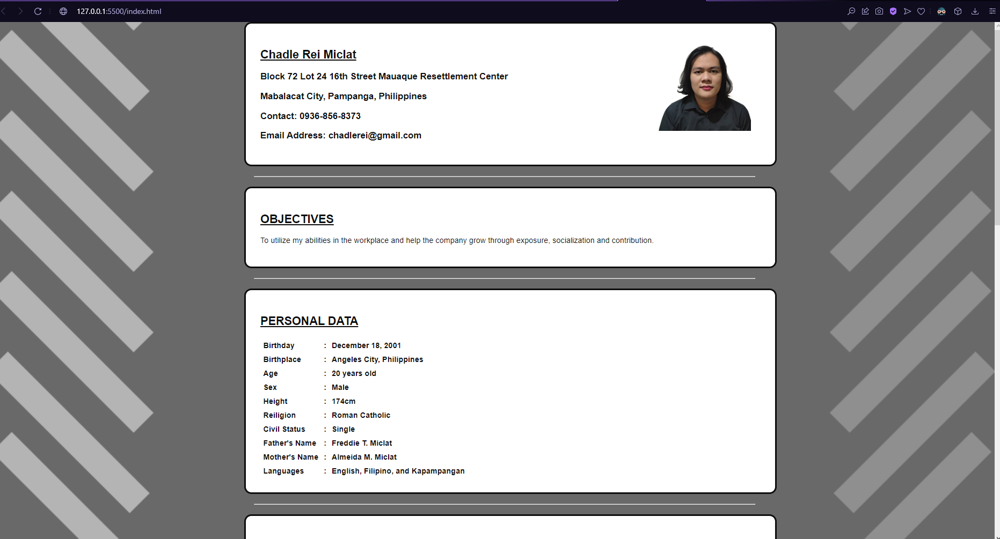 127.0.0.1:5500/index.html
Chadle Rei Miclat
Block 72 Lot 24 16th Street Mauaque Resettlement Center
Mabalacat City, Pampanga, Philippines
Contact: 0936-856-8373
Email Address: chadlerei@gmail.com
OBJECTIVES
To utilize my abilities in the workplace and help the company grow through exposure, socialization and contribution.
PERSONAL DATA
Birthday : December 18, 2001
Birthplace : Angeles City, Philippines
Age : 20 years old
Sex : Male
Height : 174cm
Reiligion : Roman Catholic
Civil Status : Single
Father's Name : Freddie T. Miclat
Mother's Name : Almeida M. Miclat
Languages : English, Filipino, and Kapampangan